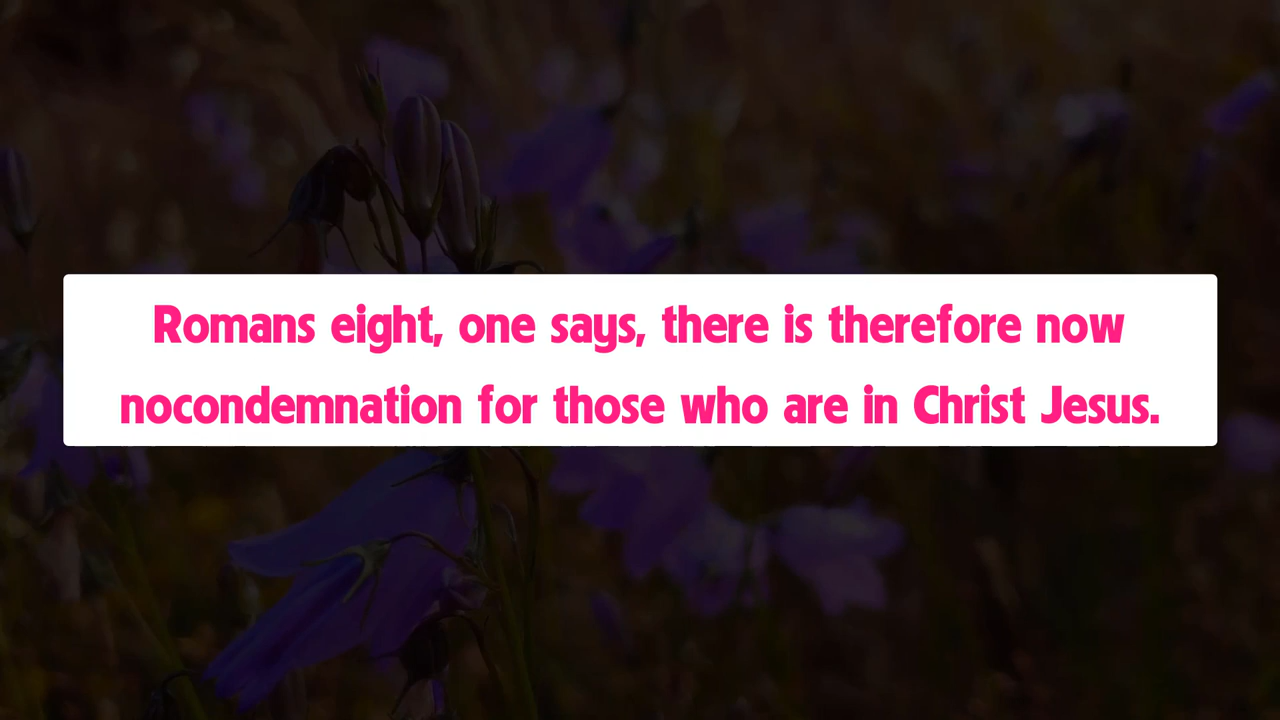 Romans eight, one says, there is therefore now
nocondemnation for those who are in Christ Jesus.